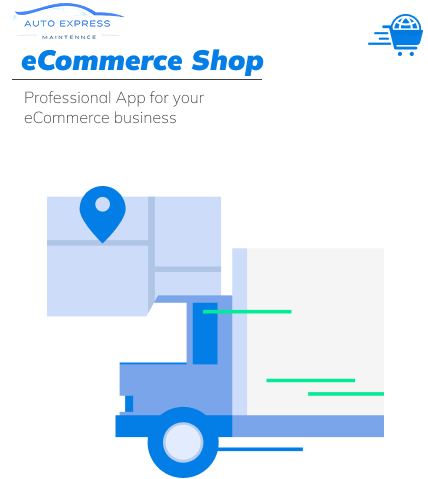 AUTO EXPRESS
MAINTENNCE
eCommerce Shop
Professional App for your
eCommerce business